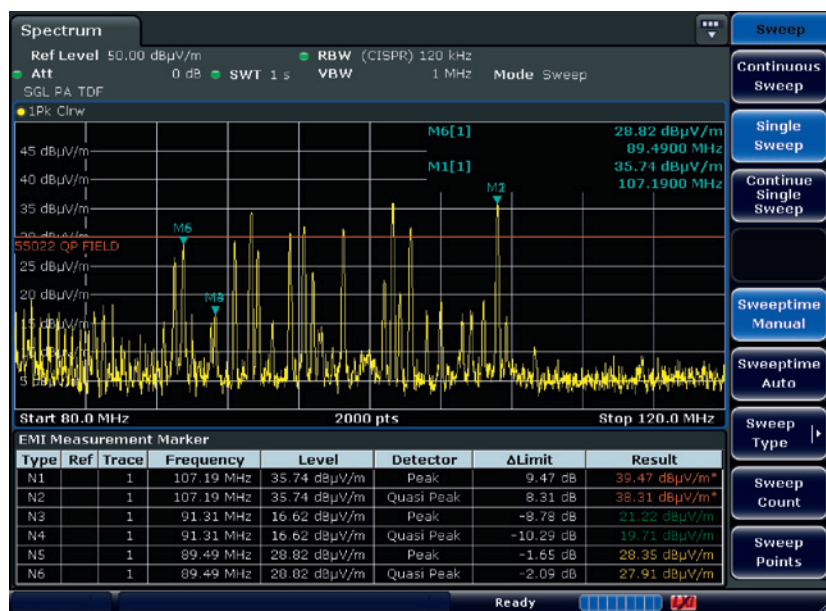 Spectrum
Ref Level 50.00 dBµV/m RBW (CISPR) 120 kHz
Att 0 dB SWT 1 s VBW 1 MHz Mode Sweep
SGL PA TDF
1Pk Clrw
M6[1] 28.82 dBµV/m
89.4900 MHz
M1[1] 35.74 dBµV/m
107.1900 MHz
45 dBµV/m
40 dBµV/m
35 dBµV/m
M6
55022 QP FIELD
25 dBµV/m
20 dBµV/m
Start 80.0 MHz 2000 pts Stop 120.0 MHz
EMI Measurement Marker
Type Ref Trace Frequency Level Detector ΔLimit Result
N1 1 107.19 MHz 35.74 dBµV/m Peak 9.47 dB 39.47 dBµV/m*
N2 1 107.19 MHz 35.74 dBµV/m Quasi Peak 8.31 dB 38.31 dBµV/m*
N3 1 91.31 MHz 16.62 dBµV/m Peak -8.78 dB 21.22 dBµV/m
N4 1 91.31 MHz 16.62 dBµV/m Quasi Peak -10.29 dB 19.71 dBµV/m
N5 1 89.49 MHz 28.82 dBµV/m Peak -1.65 dB 28.35 dBµV/m
N6 1 89.49 MHz 28.82 dBµV/m Quasi Peak -2.09 dB 27.91 dBµV/m
Ready
LXI
Sweep
Continuous
Sweep
Single
Sweep
Continue
Single
Sweep
Sweeptime
Manual
Sweeptime
Auto
Sweep
Type
Sweep
Count
Sweep
Points